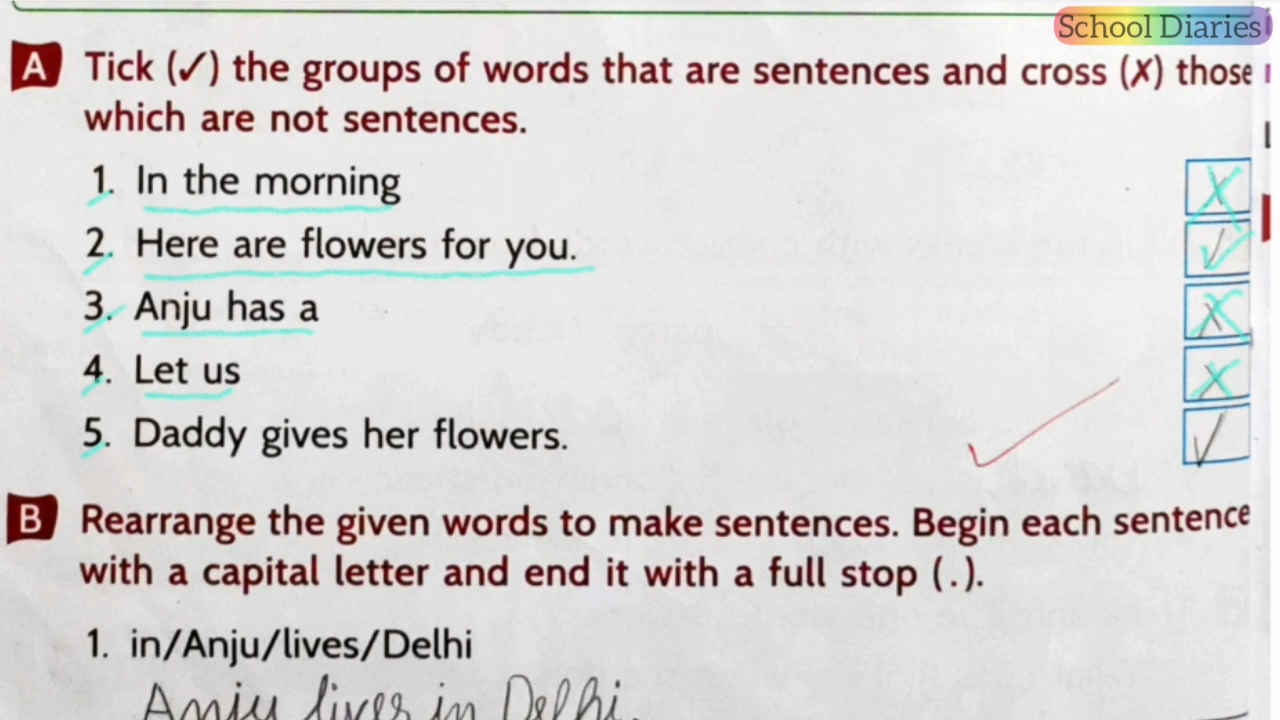 School Diaries
A Tick (✓) the groups of words that are sentences and cross (✗) those
which are not sentences.
1. In the morning ✗
2. Here are flowers for you. ✓
3. Anju has a ✗
4. Let us ✗
5. Daddy gives her flowers. ✓
B Rearrange the given words to make sentences. Begin each sentence
with a capital letter and end it with a full stop (.).
1. in/Anju/lives/Delhi
Anju lives in Delhi.